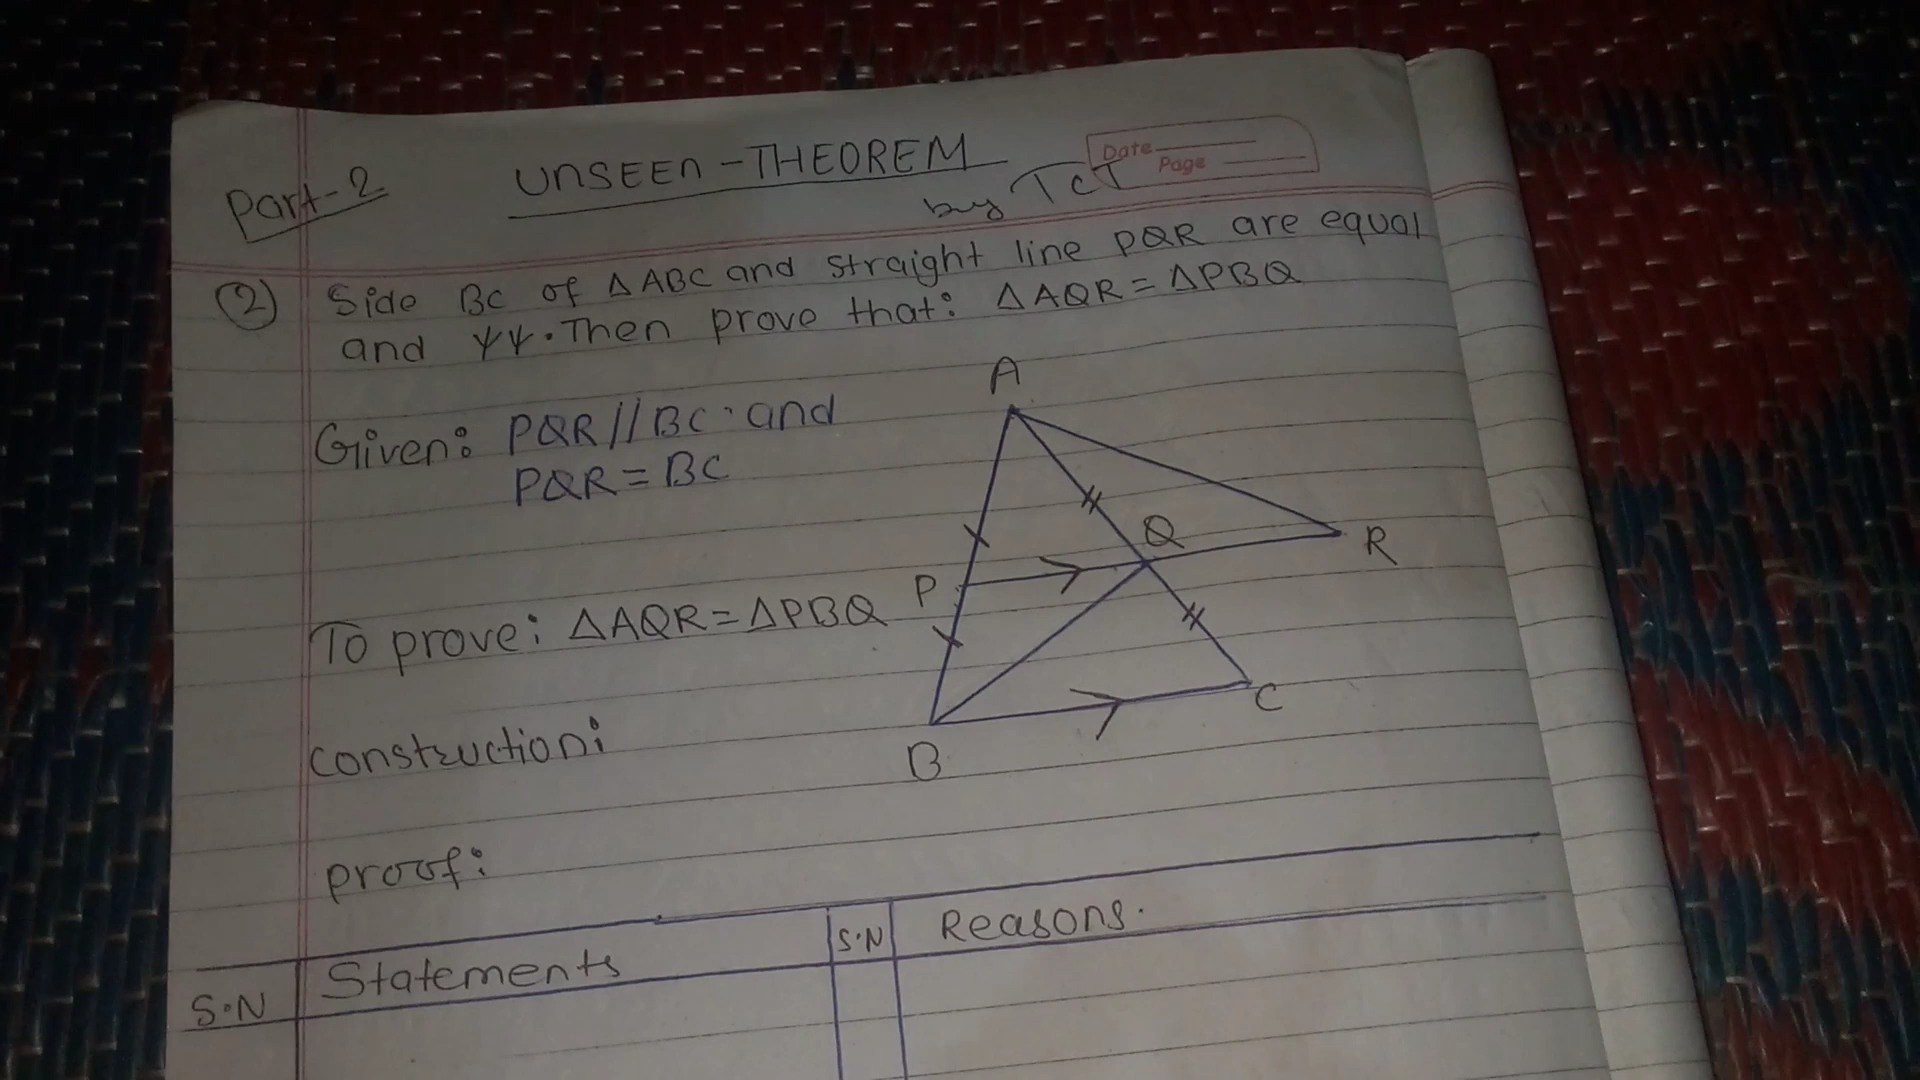 Part-2
UNSEEN-THEOREM
by TCT
Date
Page
② Side BC of ΔABC and straight line PQR are equal
and ⵖⵖ. Then prove that: ΔAQR=ΔPBQ
Given: PQR//BC. and
PQR=BC
To prove: ΔAQR=ΔPBQ
construction:
proof:
A
Q
R
P
C
B
S.N Statements S.N Reasons.